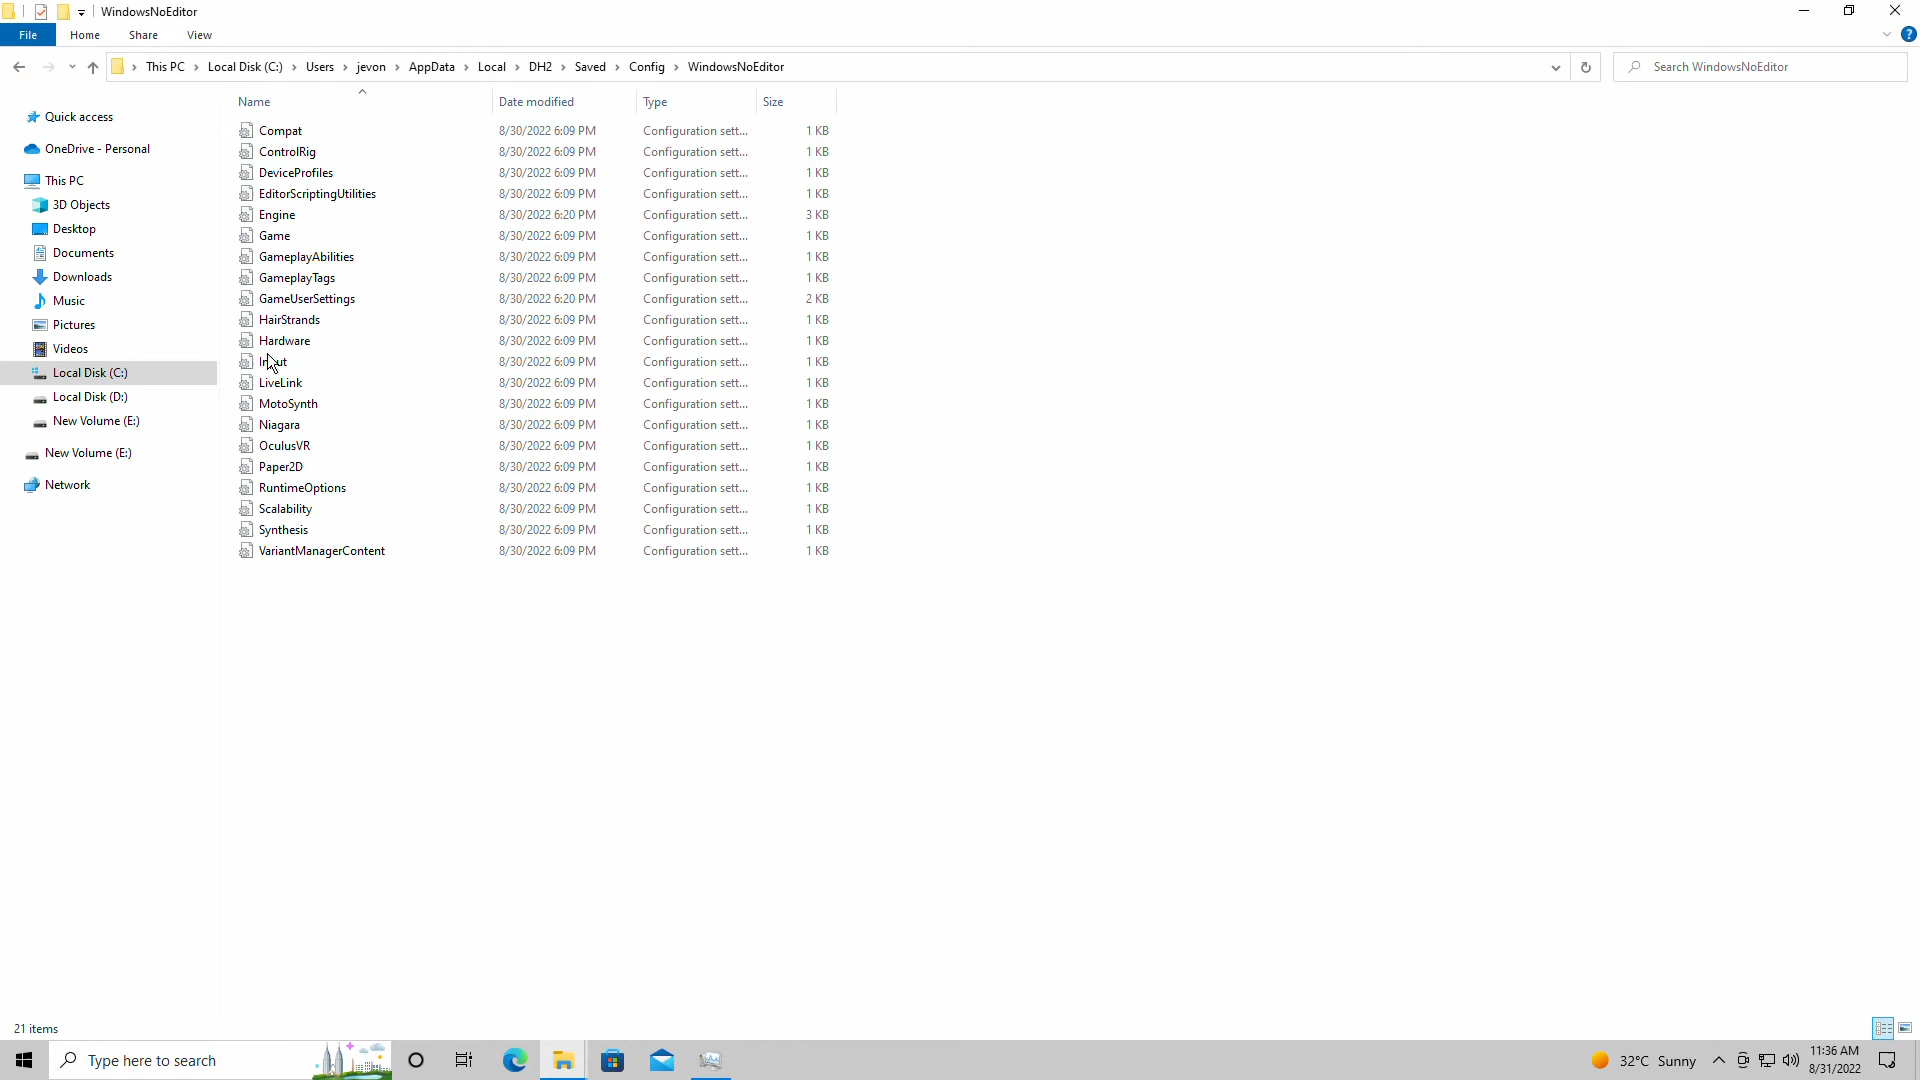 WindowsNoEditor
File Home Share View
This PC Local Disk (C:) Users jevon AppData Local DH2 Saved Config WindowsNoEditor
Search WindowsNoEditor
Quick access
OneDrive - Personal
This PC
3D Objects
Desktop
Documents
Downloads
Music
Pictures
Videos
Local Disk (C:)
Local Disk (D:)
New Volume (E:)
New Volume (E:)
Network
Name Date modified Type Size
Compat 8/30/2022 6:09 PM Configuration sett... 1 KB
ControlRig 8/30/2022 6:09 PM Configuration sett... 1 KB
DeviceProfiles 8/30/2022 6:09 PM Configuration sett... 1 KB
EditorScriptingUtilities 8/30/2022 6:09 PM Configuration sett... 1 KB
Engine 8/30/2022 6:20 PM Configuration sett... 3 KB
Game 8/30/2022 6:09 PM Configuration sett... 1 KB
GameplayAbilities 8/30/2022 6:09 PM Configuration sett... 1 KB
GameplayTags 8/30/2022 6:09 PM Configuration sett... 1 KB
GameUserSettings 8/30/2022 6:20 PM Configuration sett... 2 KB
HairStrands 8/30/2022 6:09 PM Configuration sett... 1 KB
Hardware 8/30/2022 6:09 PM Configuration sett... 1 KB
Input 8/30/2022 6:09 PM Configuration sett... 1 KB
LiveLink 8/30/2022 6:09 PM Configuration sett... 1 KB
MotoSynth 8/30/2022 6:09 PM Configuration sett... 1 KB
Niagara 8/30/2022 6:09 PM Configuration sett... 1 KB
OculusVR 8/30/2022 6:09 PM Configuration sett... 1 KB
Paper2D 8/30/2022 6:09 PM Configuration sett... 1 KB
RuntimeOptions 8/30/2022 6:09 PM Configuration sett... 1 KB
Scalability 8/30/2022 6:09 PM Configuration sett... 1 KB
Synthesis 8/30/2022 6:09 PM Configuration sett... 1 KB
VariantManagerContent 8/30/2022 6:09 PM Configuration sett... 1 KB
21 items
Type here to search
32°C Sunny
11:36 AM
8/31/2022